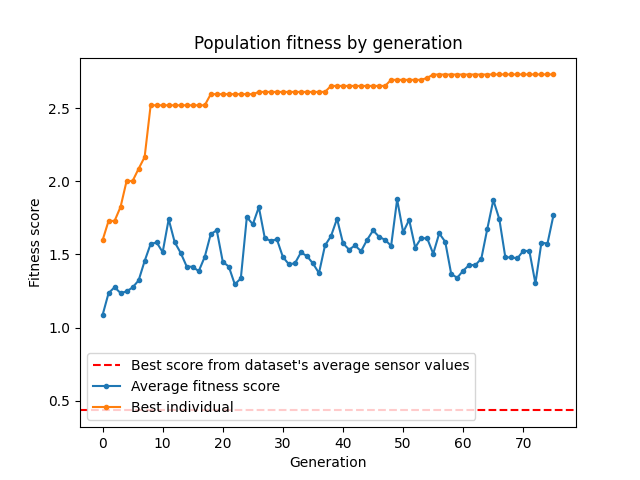 Population fitness by generation
Fitness score
2.5
2.0
1.5
1.0
0.5
Best score from dataset's average sensor values
Average fitness score
Best individual
0 10 20 30 40 50 60 70
Generation